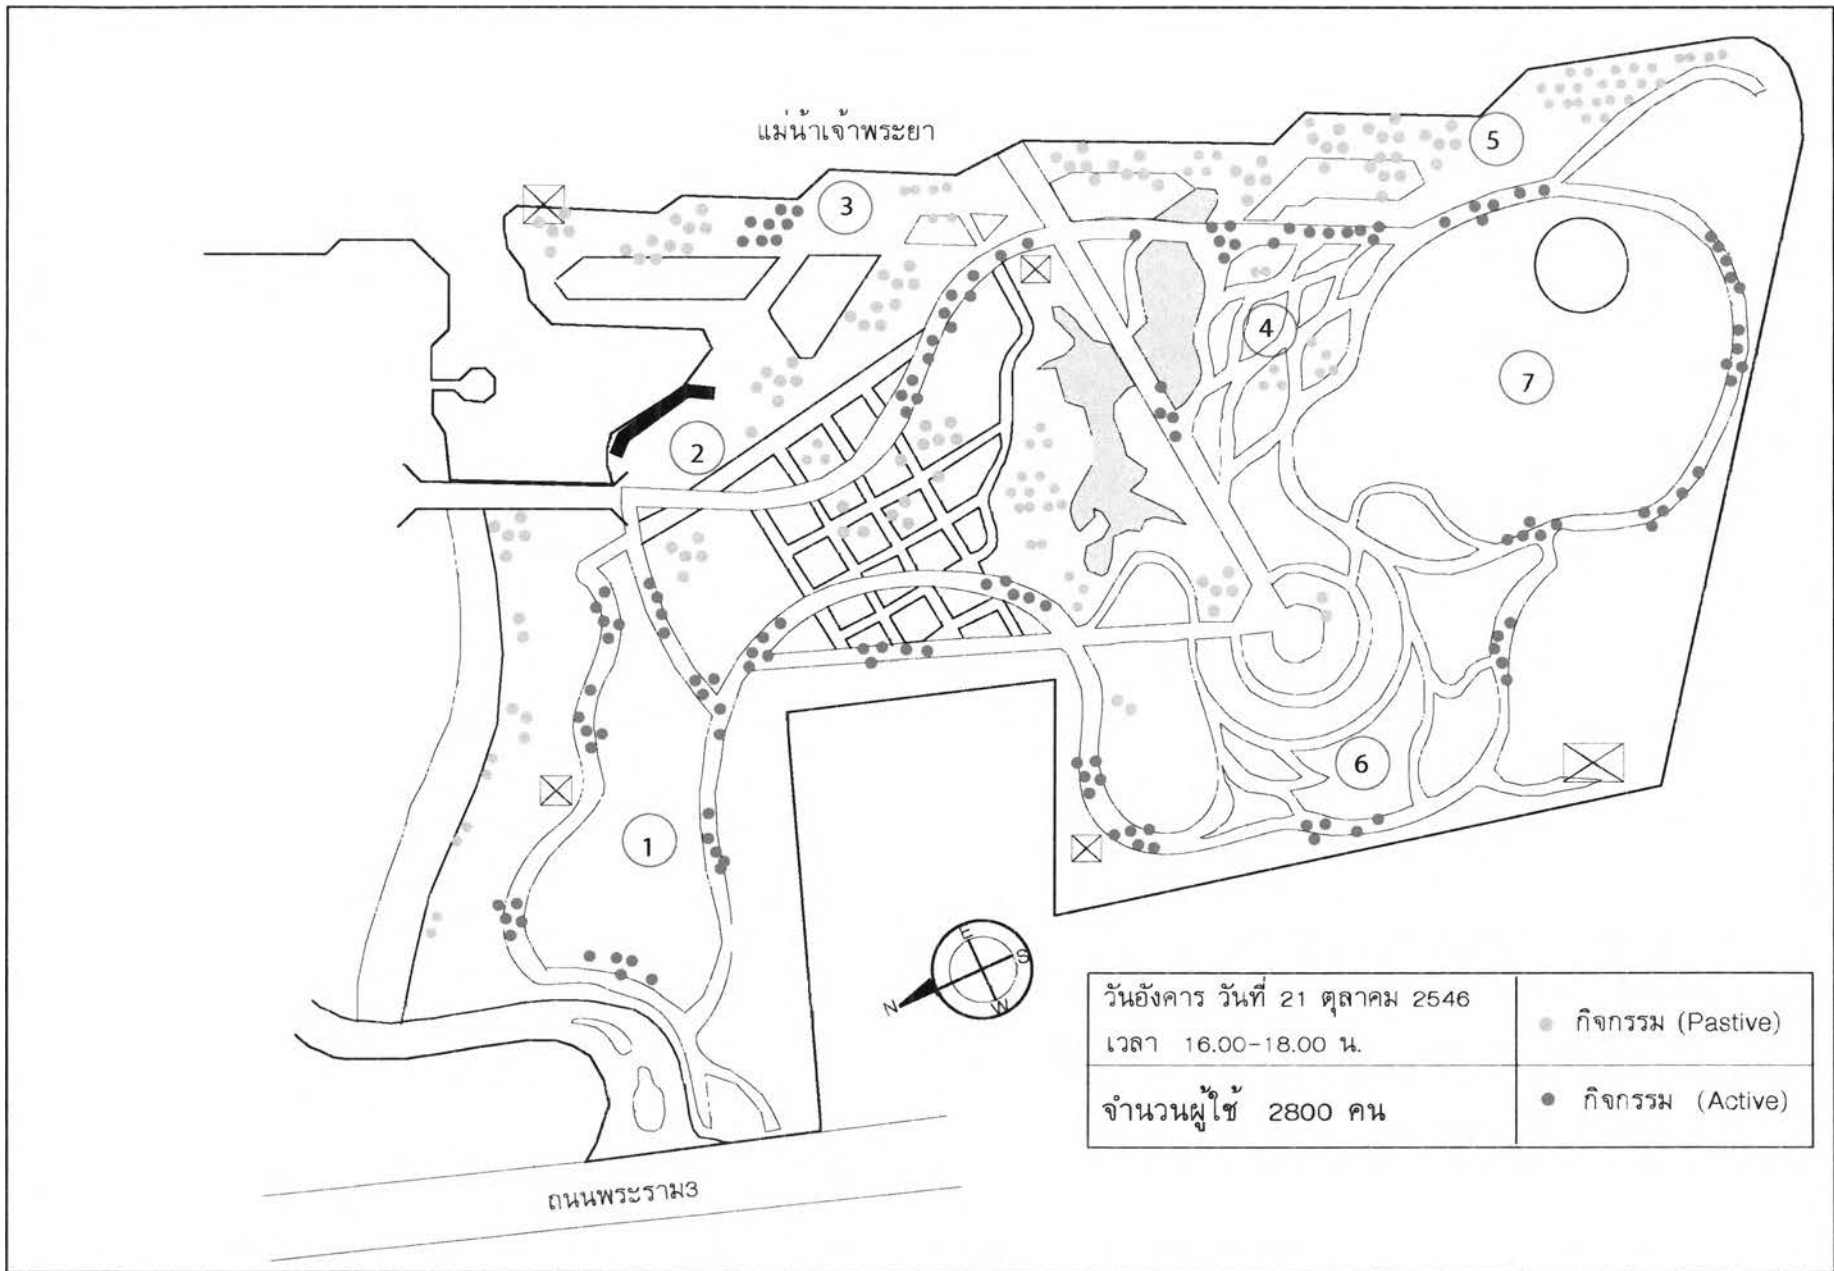 แม่น้ำเจ้าพระยา
5
3
4
7
2
6
1
E
S
N
W
วันอังคาร วันที่ 21 ตุลาคม 2546
เวลา 16.00-18.00 น.
จำนวนผู้ใช้ 2800 คน
กิจกรรม (Pastive)
กิจกรรม (Active)
ถนนพระราม3